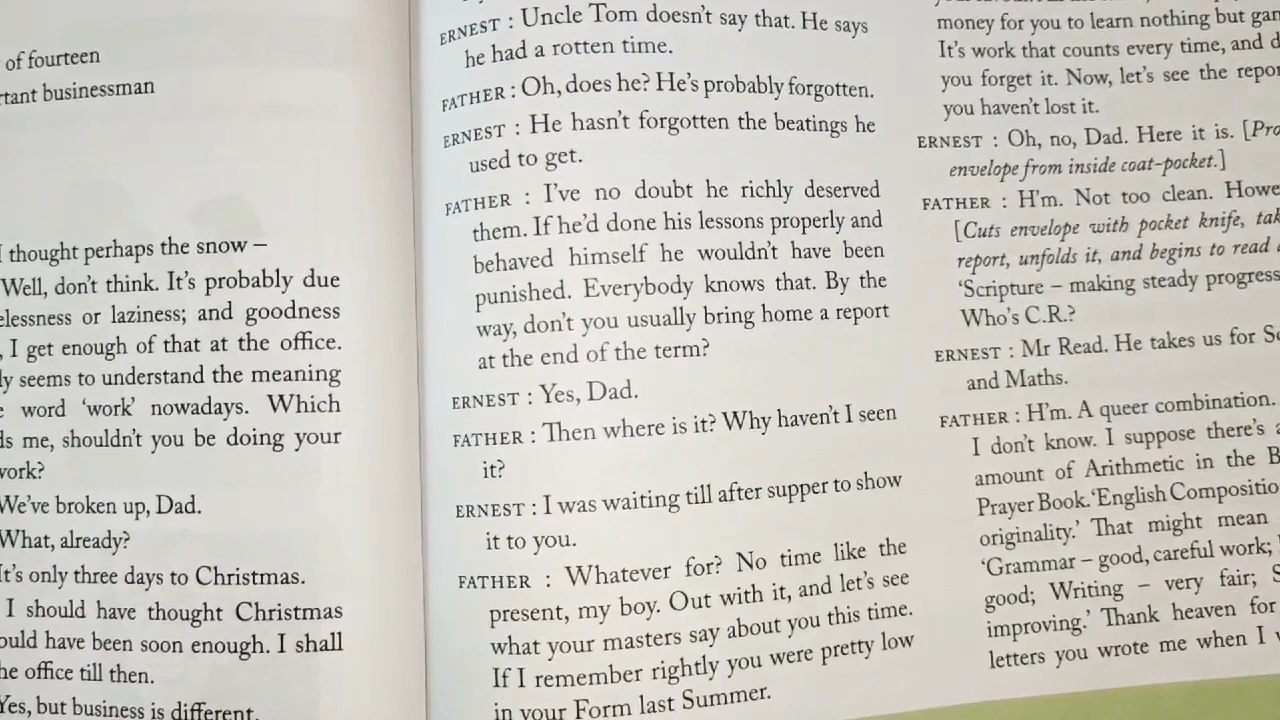 of fourteen
businessman
I thought perhaps the snow –
Well, don't think. It's probably due
or laziness; and goodness
I get enough of that at the office.
seems to understand the meaning
word 'work' nowadays. Which
me, shouldn't you be doing your
We've broken up, Dad.
What, already?
It's only three days to Christmas.
I should have thought Christmas
have been soon enough. I shall
office till then.
Yes, but business is different.
ERNEST : Uncle Tom doesn't say that. He says
he had a rotten time.
FATHER : Oh, does he? He's probably forgotten.
ERNEST : He hasn't forgotten the beatings he
used to get.
FATHER : I've no doubt he richly deserved
them. If he'd done his lessons properly and
behaved himself he wouldn't have been
punished. Everybody knows that. By the
way, don't you usually bring home a report
at the end of the term?
ERNEST : Yes, Dad.
FATHER : Then where is it? Why haven't I seen
it?
ERNEST : I was waiting till after supper to show
it to you.
FATHER : Whatever for? No time like the
present, my boy. Out with it, and let's see
what your masters say about you this time.
If I remember rightly you were pretty low
in your Form last Summer.
money for you to learn nothing but
It's work that counts every time, and
you forget it. Now, let's see the
you haven't lost it.
ERNEST : Oh, no, Dad. Here it is. [
envelope from inside coat-pocket.]
FATHER : H'm. Not too clean.
[Cuts envelope with pocket knife,
report, unfolds it, and begins to read
'Scripture – making steady progress
Who's C.R.?
ERNEST : Mr Read. He takes us for
and Maths.
FATHER : H'm. A queer combination.
I don't know. I suppose there's
amount of Arithmetic in the
Prayer Book. 'English
originality.' That might mean
'Grammar – good, careful work;
good; Writing – very fair;
improving.' Thank heaven for
letters you wrote me when I